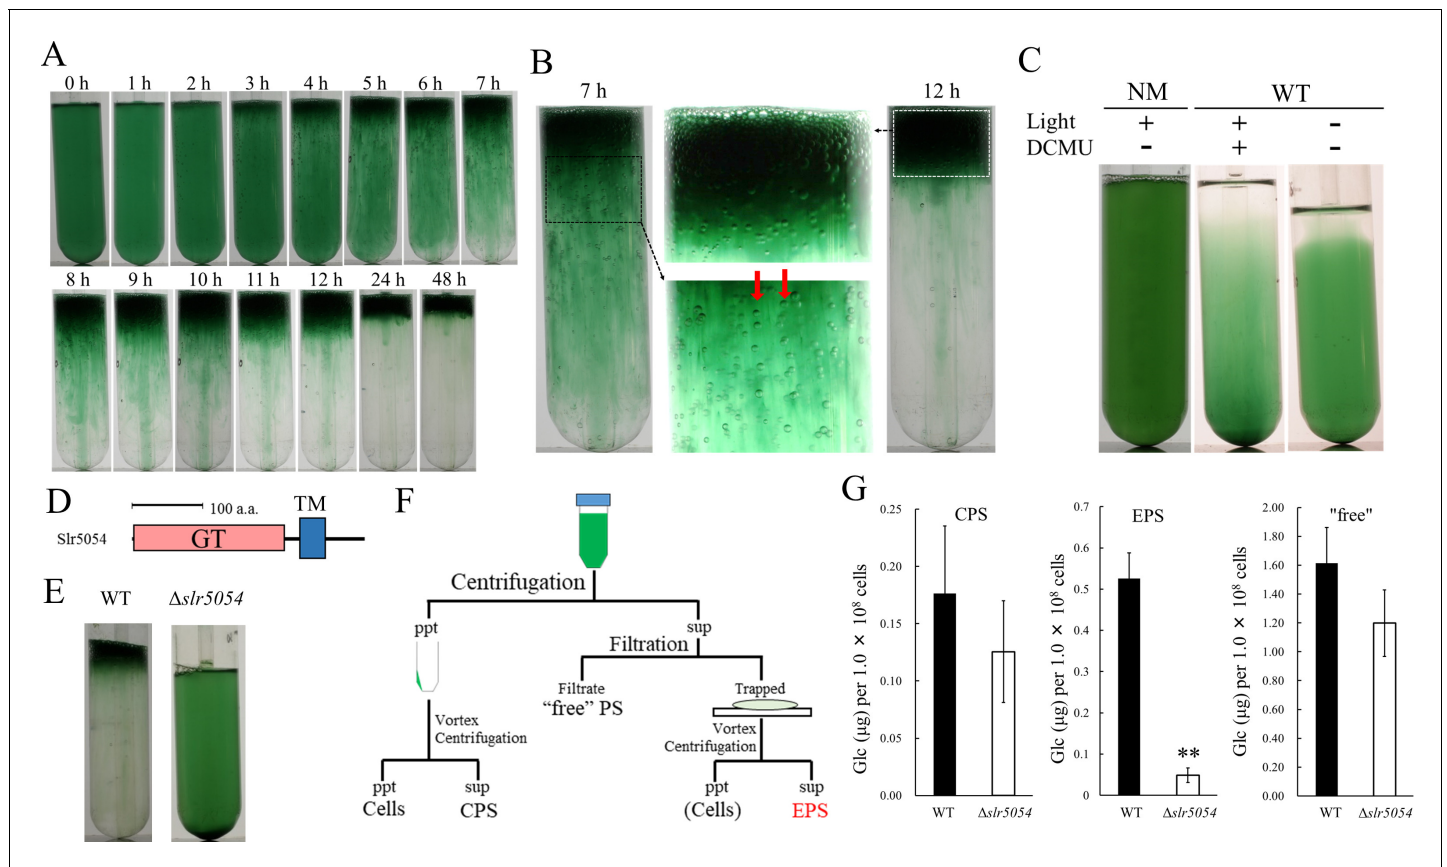 A
0 h 1 h 2 h 3 h 4 h 5 h 6 h 7 h
8 h 9 h 10 h 11 h 12 h 24 h 48 h
B
7 h 12 h
C
NM WT
Light + + -
DCMU - + -
D
100 a.a. TM
Slr5054 GT
E
WT Δslr5054
F
Centrifugation
ppt sup
Filtration
Filtrate Trapped
“free” PS
Vortex
Centrifugation
Vortex
Centrifugation
ppt sup ppt sup
Cells CPS (Cells) EPS
G
CPS
Glc (μg) per 1.0 × 10⁸ cells
0.25
0.20
0.15
0.10
0.05
0.00
WT Δslr5054
EPS
Glc (μg) per 1.0 × 10⁸ cells
0.7
0.6
0.5
0.4
0.3
0.2
0.1
0
**
WT Δslr5054
"free"
Glc (μg) per 1.0 × 10⁸ cells
2.00
1.80
1.60
1.40
1.20
1.00
0.80
0.60
0.40
0.20
0.00
WT Δslr5054